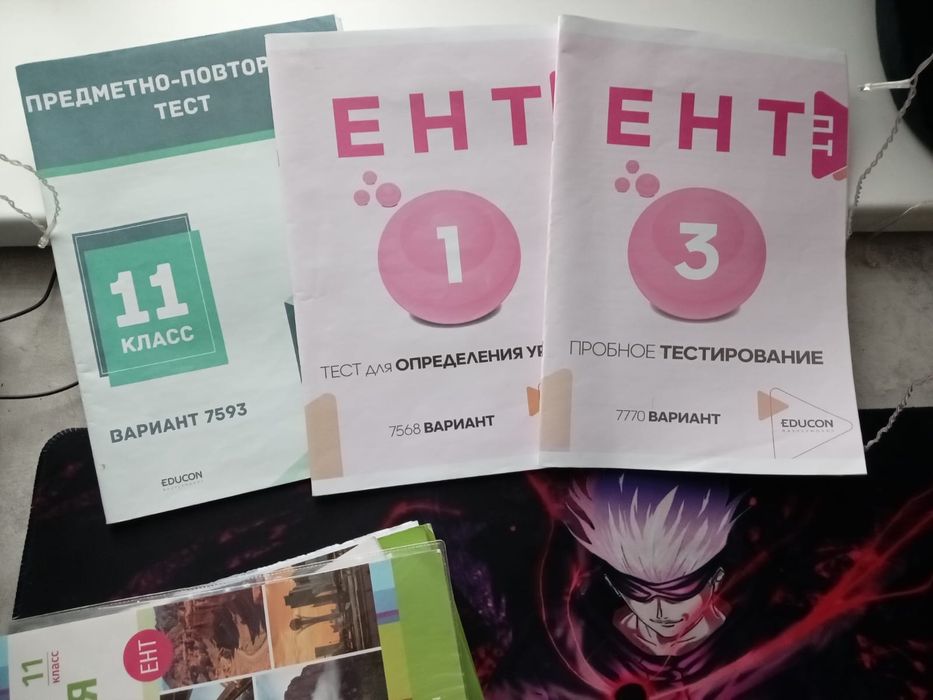 ПРЕДМЕТНО-ПОВТОР
ТЕСТ
11
КЛАСС
ВАРИАНТ 7593
EDUCON
ЕНТ
1
ТЕСТ для ОПРЕДЕЛЕНИЯ УР
7568 ВАРИАНТ
ЕНТ
ПТ
3
ПРОБНОЕ ТЕСТИРОВАНИЕ
7770 ВАРИАНТ
EDUCON
11
класс
ЕНТ
Я